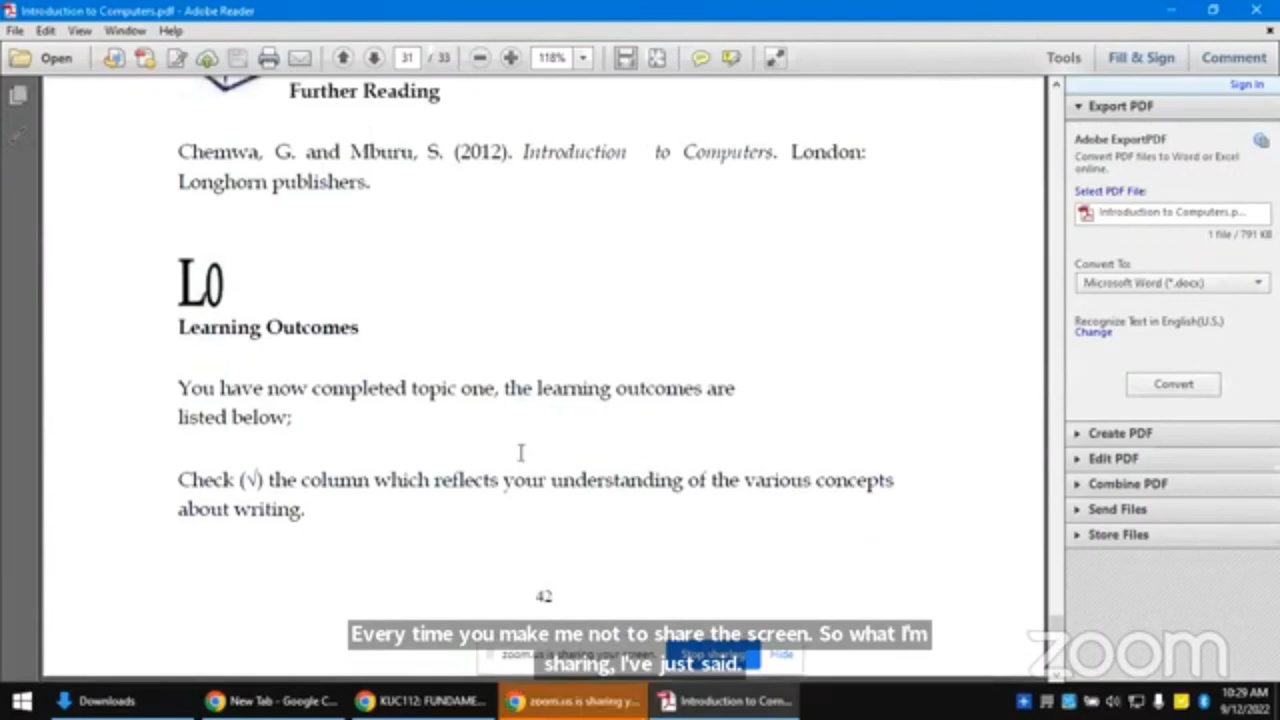 Introduction to Computers.pdf - Adobe Reader
File Edit View Window Help
Open 31 / 33 118% Tools Fill & Sign Comment
Sign In
Further Reading
Chemwa, G. and Mburu, S. (2012). Introduction to Computers. London:
Longhorn publishers.
Lo
Learning Outcomes
You have now completed topic one, the learning outcomes are
listed below;
Check (√) the column which reflects your understanding of the various concepts
about writing.
42
Export PDF
Adobe ExportPDF
Convert PDF files to Word or Excel
online.
Select PDF File:
Introduction to Computers.p...
1 file / 791 KB
Convert To:
Microsoft Word (*.docx)
Recognize Text in English(U.S.)
Change
Convert
Create PDF
Edit PDF
Combine PDF
Send Files
Store Files
Every time you make me not to share the screen. So what I'm
sharing, I've just said.
zoom.us is sharing your screen. Stop sharing Hide
zoom
Downloads New Tab - Google C... KUC112: FUNDAME... zoom.us is sharing y... Introduction to Com...
10:29 AM
9/12/2022